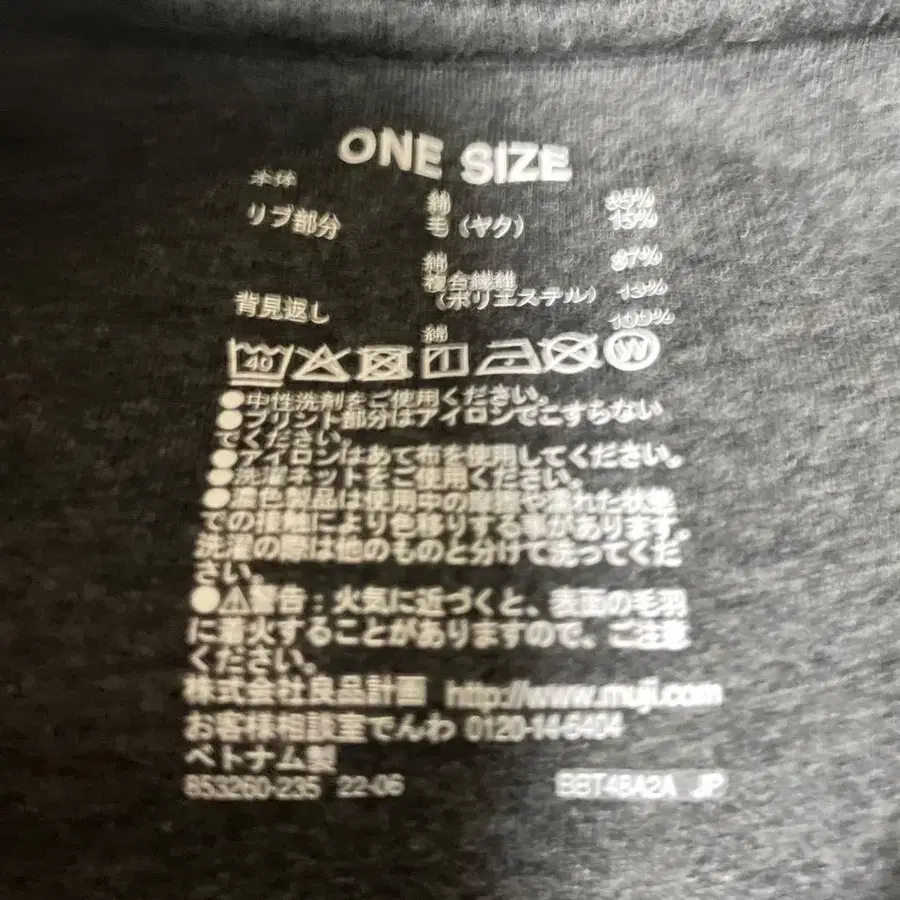 ONE SIZE
本体 綿 85%
毛(ヤク) 15%
リブ部分 綿 87%
複合繊維
(ポリエステル) 13%
背見返し 綿 100%
40 W
●中性洗剤をご使用ください。
●プリント部分はアイロンでこすらない
でください。
●アイロンはあて布を使用してください。
●洗濯ネットをご使用ください。
●濃色製品は使用中の摩擦や濡れた状態
での接触により色移りする事があります。
洗濯の際は他のものと分けて洗ってくだ
さい。
●⚠警告:火気に近づくと、表面の毛羽
に着火することがありますので、ご注意
ください。
株式会社良品計画 http://www.muji.com
お客様相談室でんわ 0120-14-6404
ベトナム製
853260-235 22-06 BBT48A2A JP